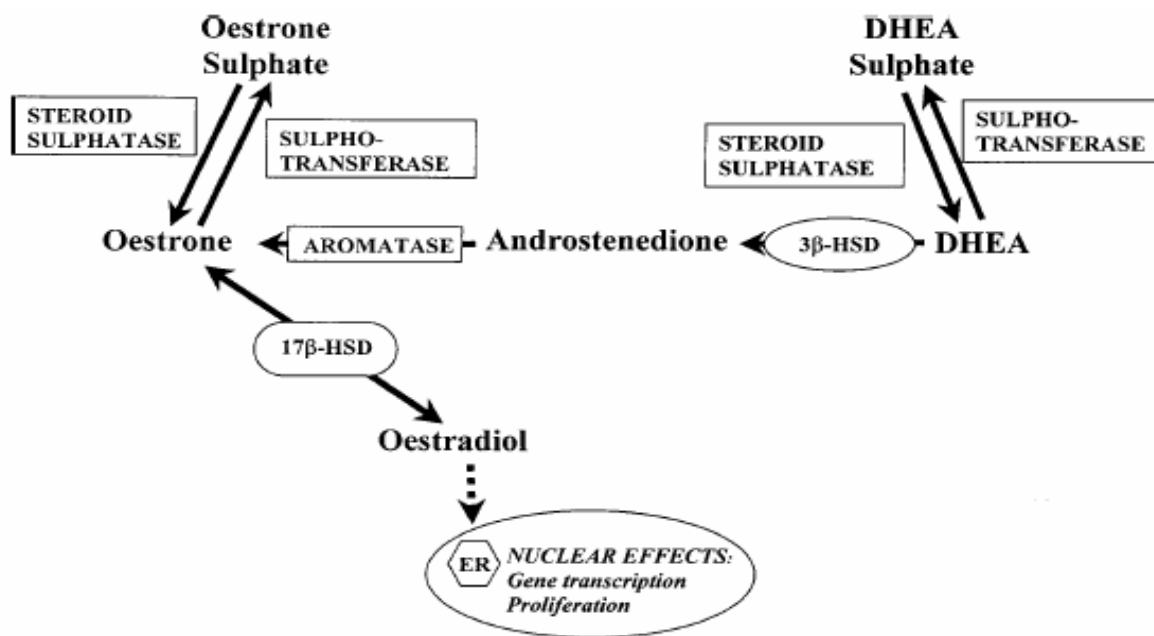 Oestrone
Sulphate
DHEA
Sulphate
STEROID
SULPHATASE
SULPHO-
TRANSFERASE
STEROID
SULPHATASE
SULPHO-
TRANSFERASE
Oestrone
AROMATASE
Androstenedione
3β-HSD
DHEA
17β-HSD
Oestradiol
ER
NUCLEAR EFFECTS:
Gene transcription
Proliferation